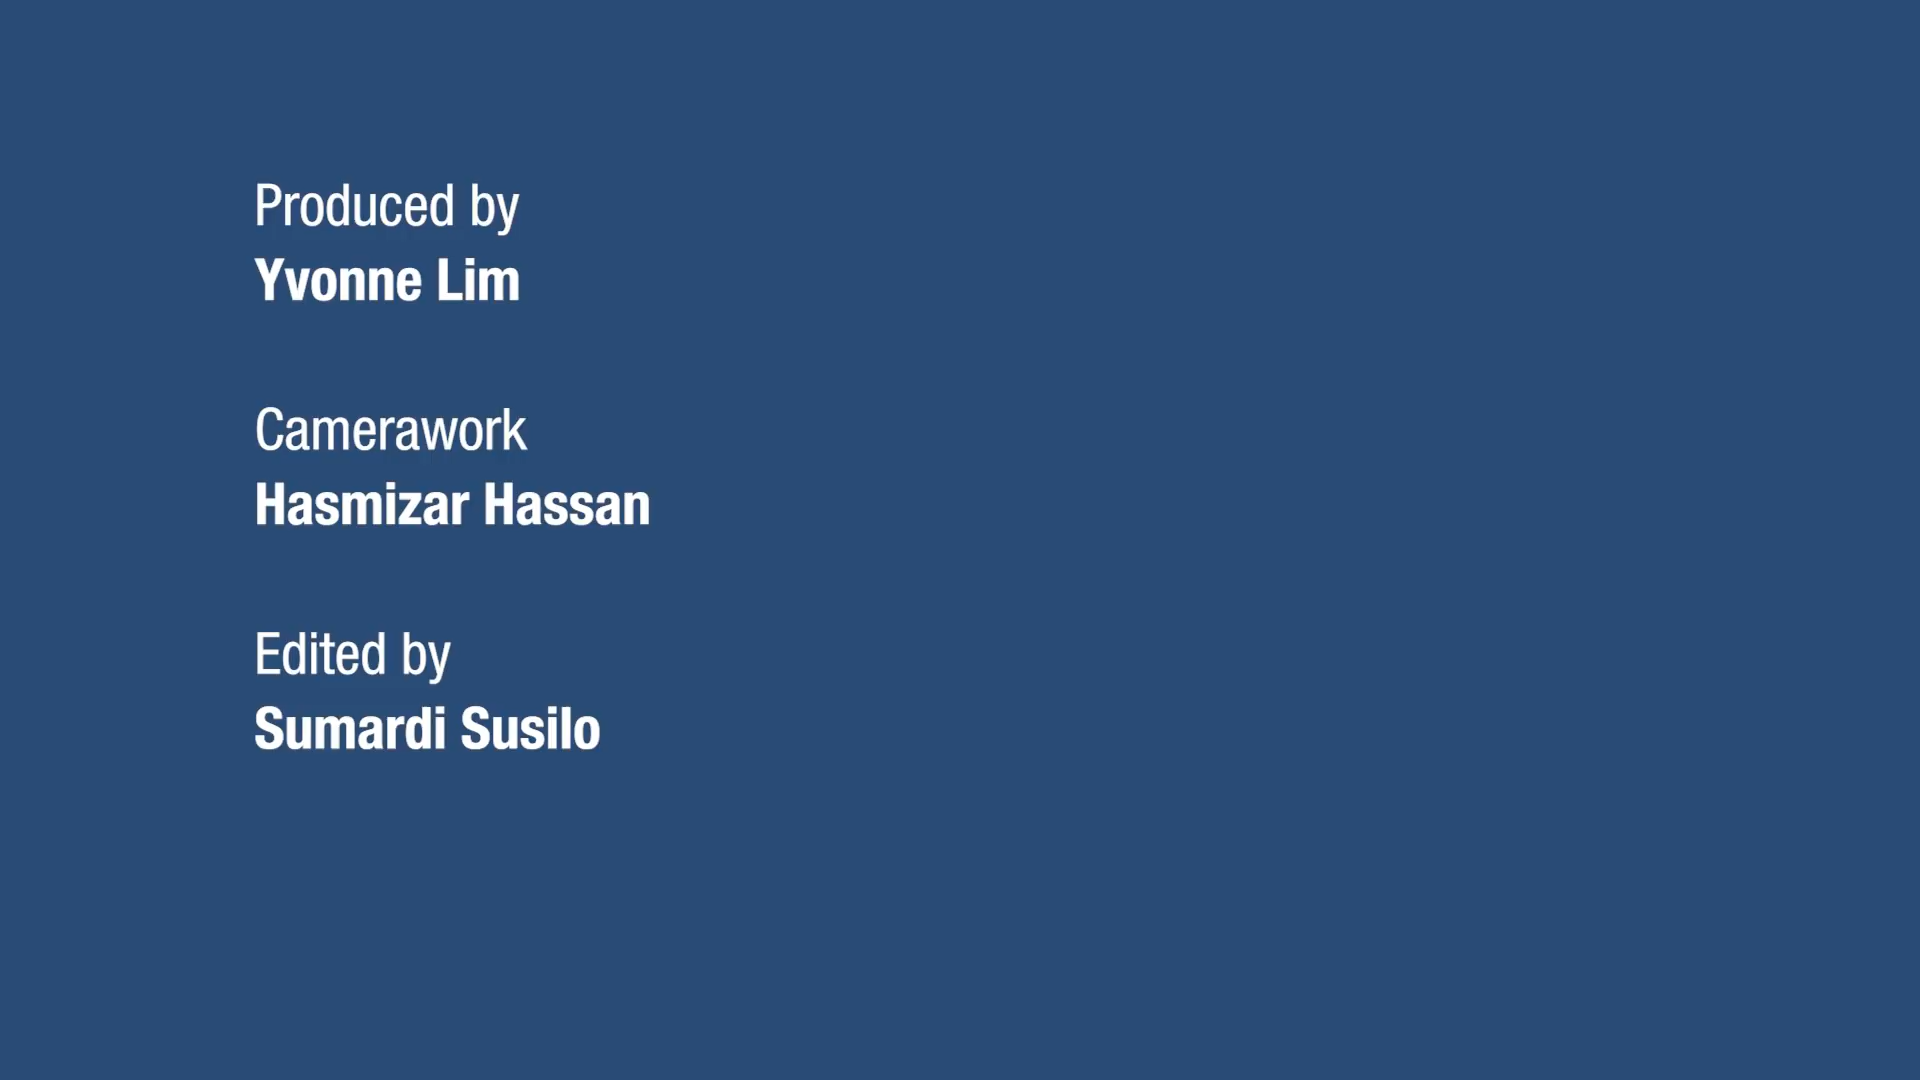 Produced by
Yvonne Lim
Camerawork
Hasmizar Hassan
Edited by
Sumardi Susilo